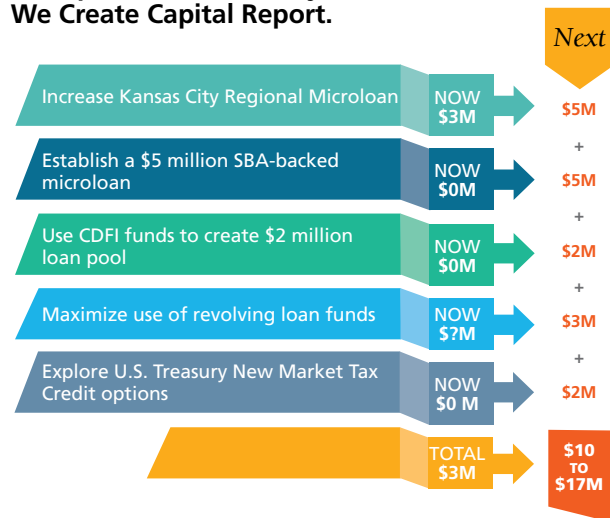 We Create Capital Report.
Next
Increase Kansas City Regional Microloan
NOW
$3M
$5M
+
Establish a $5 million SBA-backed
microloan
NOW
$0M
$5M
+
Use CDFI funds to create $2 million
loan pool
NOW
$0M
$2M
+
Maximize use of revolving loan funds
NOW
$?M
$3M
+
Explore U.S. Treasury New Market Tax
Credit options
NOW
$0 M
$2M
TOTAL
$3M
$10
TO
$17M